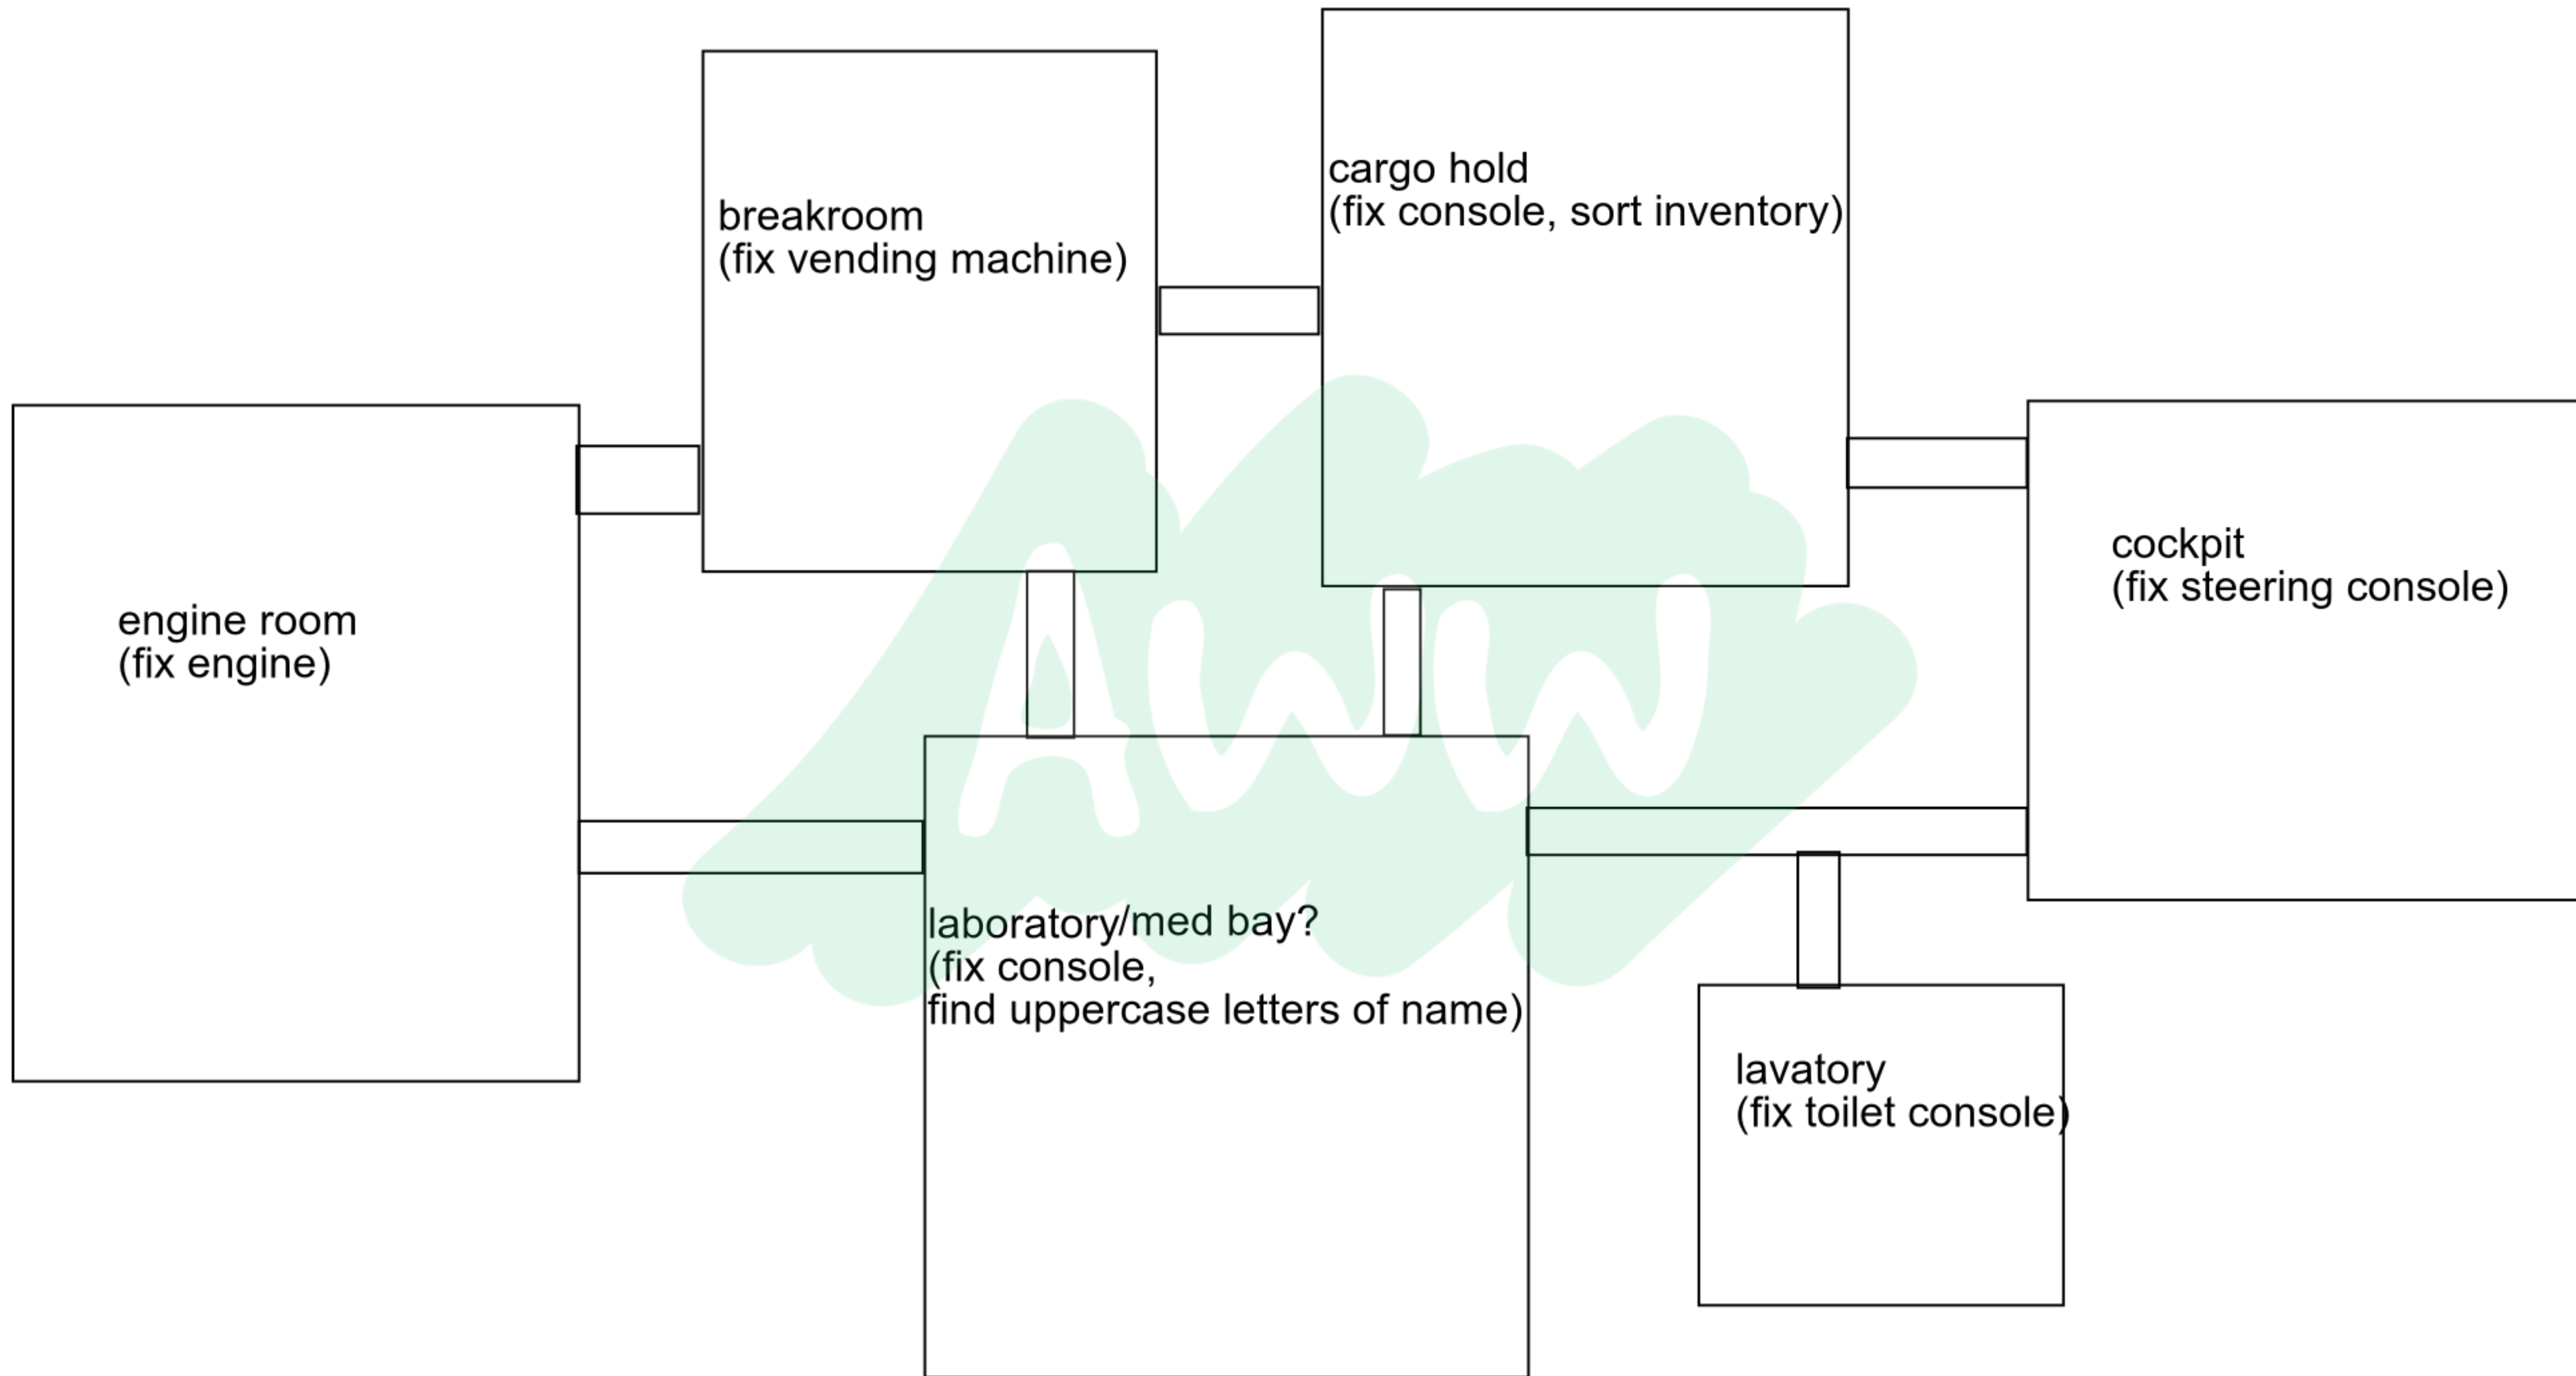 breakroom
(fix vending machine)
cargo hold
(fix console, sort inventory)
engine room
(fix engine)
cockpit
(fix steering console)
Aww
laboratory/med bay?
(fix console,
find uppercase letters of name)
lavatory
(fix toilet console)